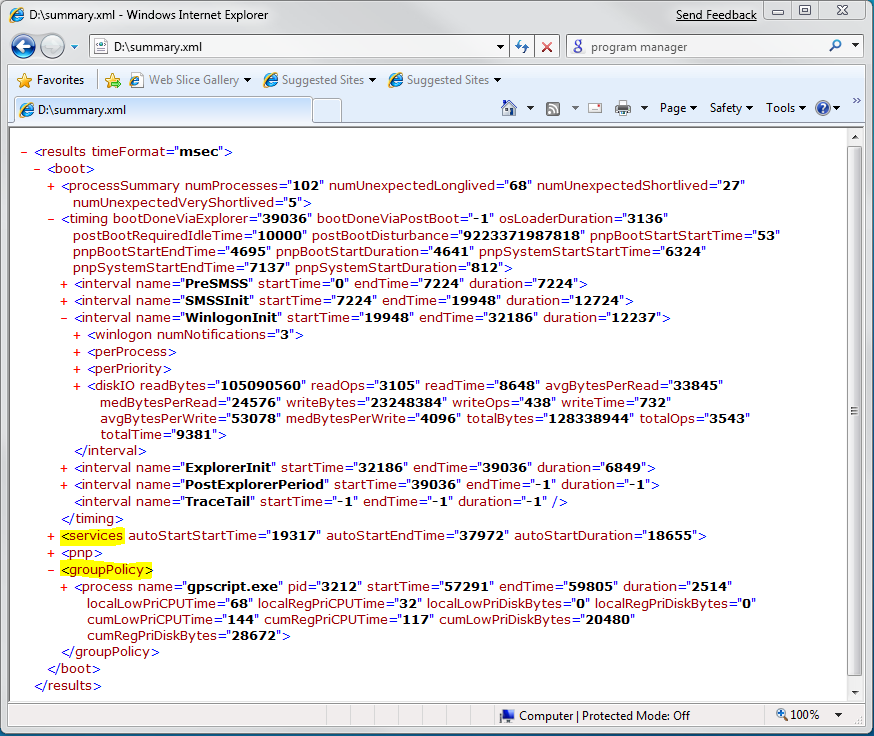 D:\summary.xml - Windows Internet Explorer
Send Feedback
D:\summary.xml
program manager
Favorites
Web Slice Gallery
Suggested Sites
Suggested Sites
D:\summary.xml
Page
Safety
Tools
- <results timeFormat="msec">
- <boot>
+ <processSummary numProcesses="102" numUnexpectedLonglived="68" numUnexpectedShortlived="27"
numUnexpectedVeryShortlived="5">
- <timing bootDoneViaExplorer="39036" bootDoneViaPostBoot="-1" osLoaderDuration="3136"
postBootRequiredIdleTime="10000" postBootDisturbance="9223371987818" pnpBootStartStartTime="53"
pnpBootStartEndTime="4695" pnpBootStartDuration="4641" pnpSystemStartStartTime="6324"
pnpSystemStartEndTime="7137" pnpSystemStartDuration="812">
+ <interval name="PreSMSS" startTime="0" endTime="7224" duration="7224">
+ <interval name="SMSSInit" startTime="7224" endTime="19948" duration="12724">
- <interval name="WinlogonInit" startTime="19948" endTime="32186" duration="12237">
+ <winlogon numNotifications="3">
+ <perProcess>
+ <perPriority>
+ <diskIO readBytes="105090560" readOps="3105" readTime="8648" avgBytesPerRead="33845"
medBytesPerRead="24576" writeBytes="23248384" writeOps="438" writeTime="732"
avgBytesPerWrite="53078" medBytesPerWrite="4096" totalBytes="128338944" totalOps="3543"
totalTime="9381">
</interval>
+ <interval name="ExplorerInit" startTime="32186" endTime="39036" duration="6849">
+ <interval name="PostExplorerPeriod" startTime="39036" endTime="-1" duration="-1">
<interval name="TraceTail" startTime="-1" endTime="-1" duration="-1" />
</timing>
+ <services autoStartStartTime="19317" autoStartEndTime="37972" autoStartDuration="18655">
+ <pnp>
- <groupPolicy>
+ <process name="gpscript.exe" pid="3212" startTime="57291" endTime="59805" duration="2514"
localLowPriCPUTime="68" localRegPriCPUTime="32" localLowPriDiskBytes="0" localRegPriDiskBytes="0"
cumLowPriCPUTime="144" cumRegPriCPUTime="117" cumLowPriDiskBytes="20480"
cumRegPriDiskBytes="28672">
</groupPolicy>
</boot>
</results>
Computer | Protected Mode: Off
100%